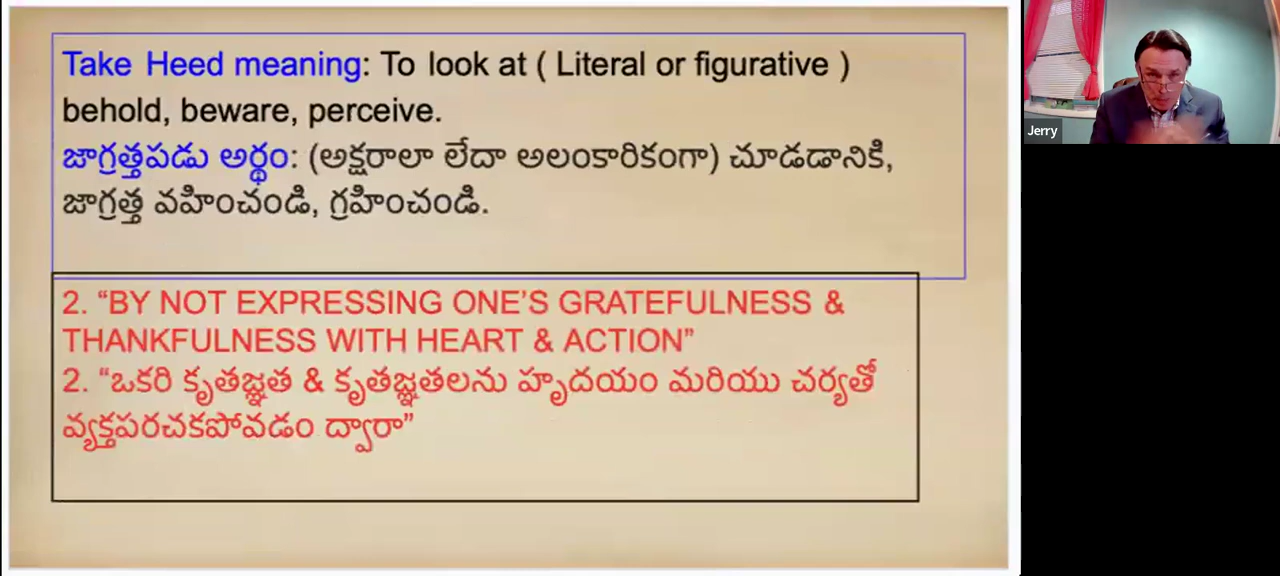 Take Heed meaning: To look at ( Literal or figurative )
behold, beware, perceive.
జాగ్రత్తపడు అర్థం: (అక్షరాలా లేదా అలంకారికంగా) చూడడానికి,
జాగ్రత్త వహించండి, గ్రహించండి.
2. “BY NOT EXPRESSING ONE’S GRATEFULNESS &
THANKFULNESS WITH HEART & ACTION”
2. “ఒకరి కృతజ్ఞత & కృతజ్ఞతలను హృదయం మరియు చర్యతో
వ్యక్తపరచకపోవడం ద్వారా”
Jerry